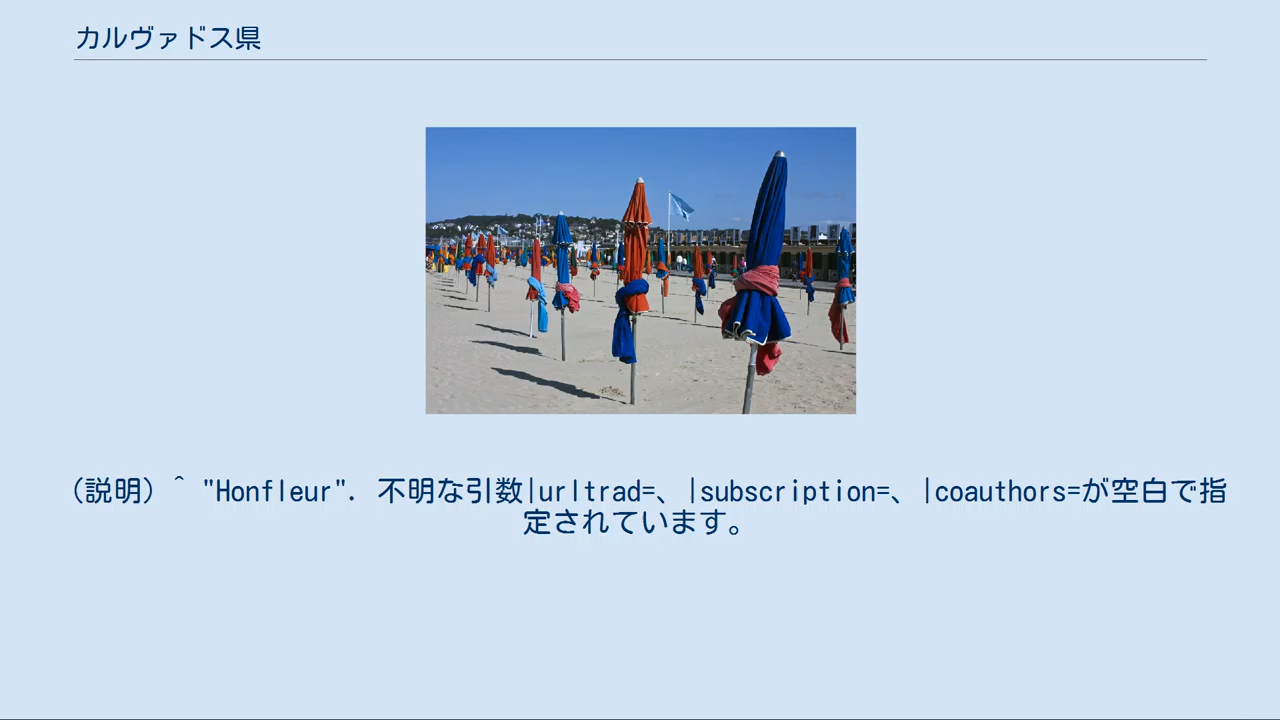 カルヴァドス県
（説明）^ "Honfleur". 不明な引数|urltrad=、|subscription=、|coauthors=が空白で指
定されています。